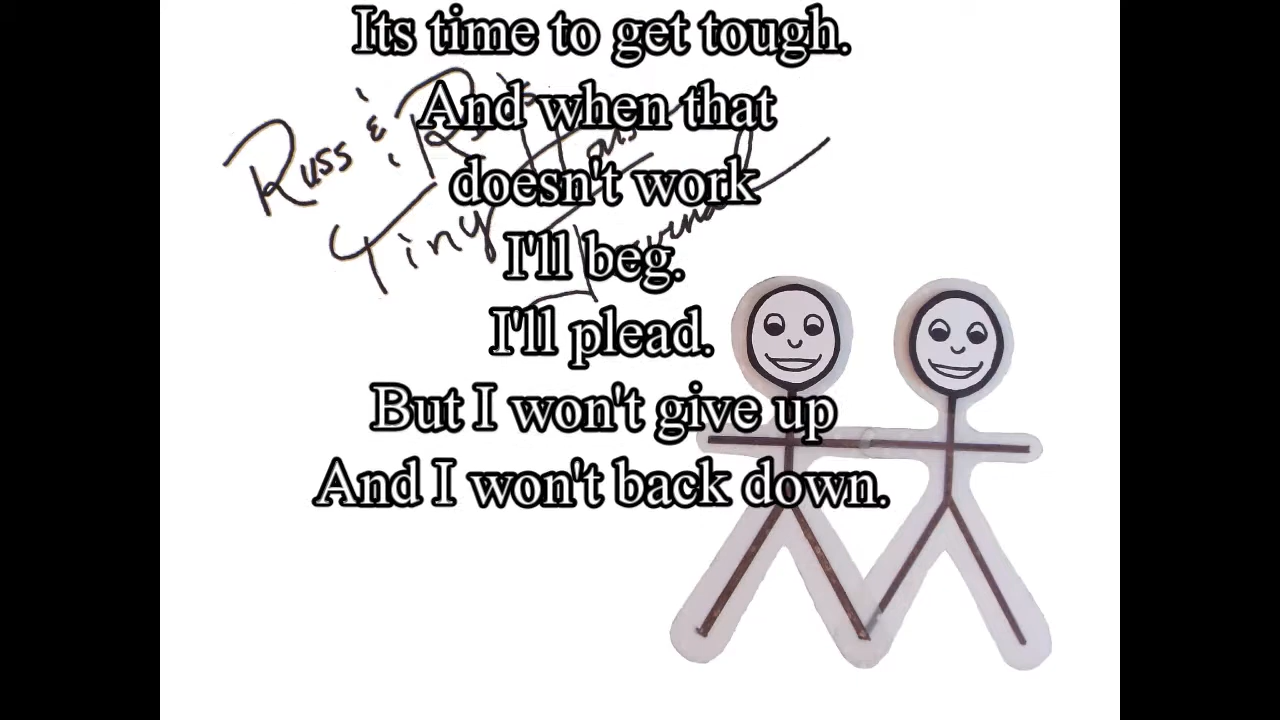 Its time to get tough.
And when that
doesn't work
I'll beg.
I'll plead.
But I won't give up
And I won't back down.
Russ &
Tiny